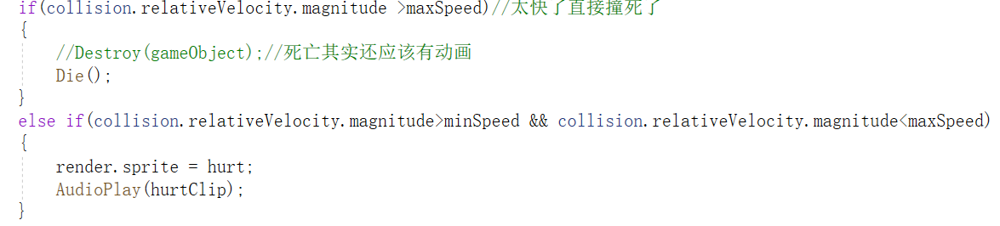 if(collision.relativeVelocity.magnitude >maxSpeed)//太快了直接撞死了
{
    //Destroy(gameObject);//死亡其实还应该有动画
    Die();
}
else if(collision.relativeVelocity.magnitude>minSpeed && collision.relativeVelocity.magnitude<maxSpeed)
{
    render.sprite = hurt;
    AudioPlay(hurtClip);
}